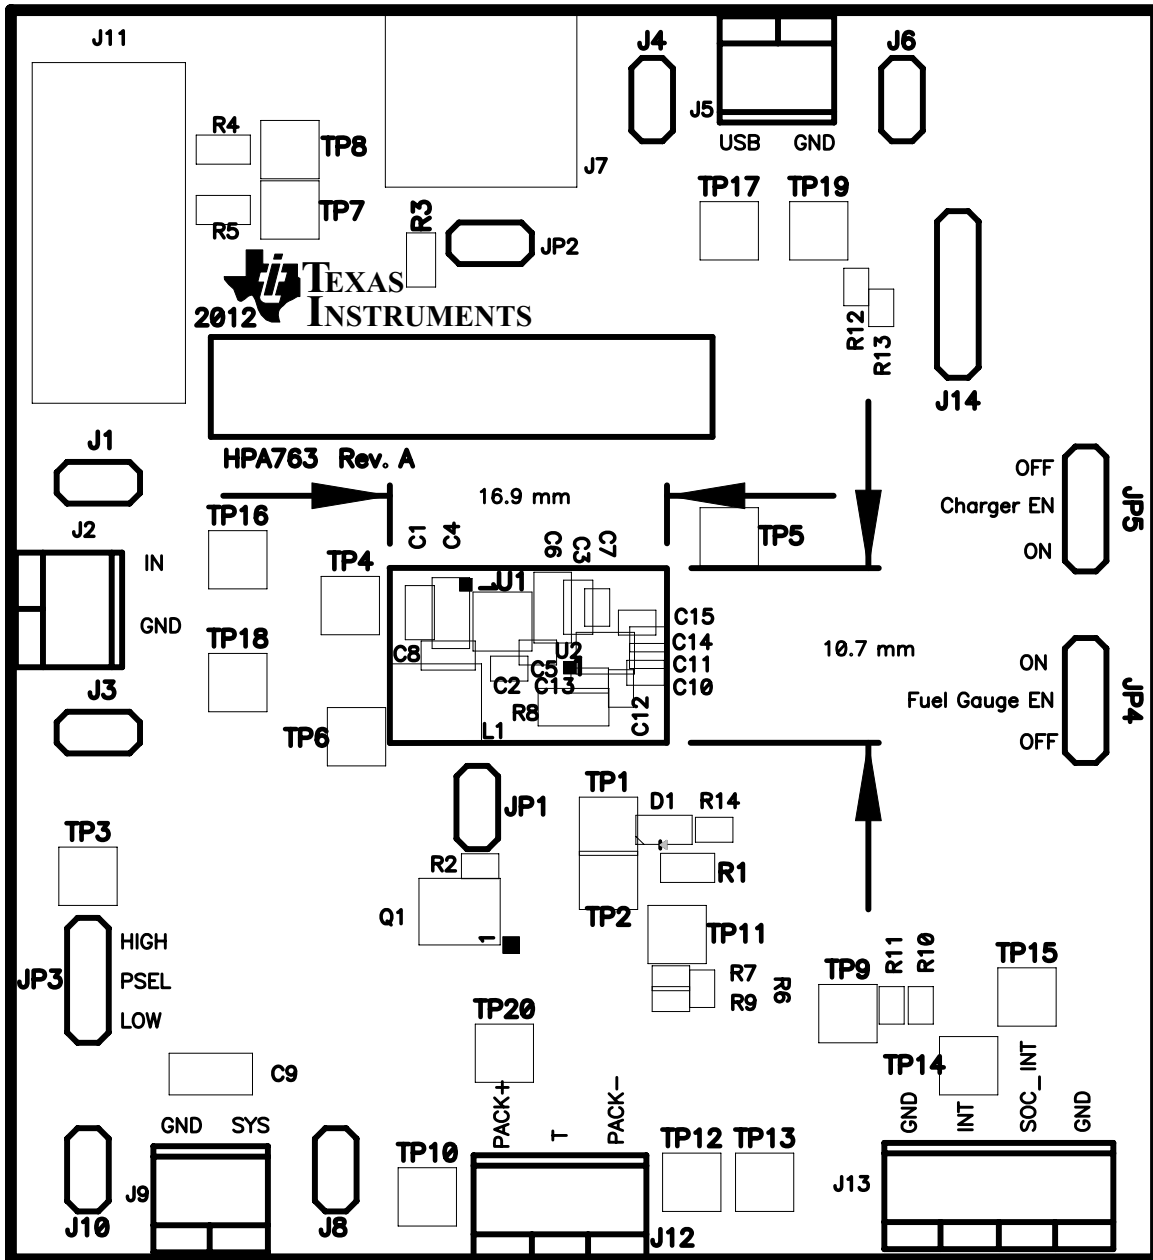 J11
J4
J6
J5
USB GND
R4
TP8
J7
R5
TP7
R3
JP2
TP17 TP19
TEXAS
INSTRUMENTS
2012
R12
R13
J14
J1
HPA763 Rev. A
16.9 mm
OFF
Charger EN
ON
JP5
J2
IN
GND
TP16
TP18
J3
TP4
TP6
C1
C4
C6
C3
C7
TP5
U1
C15
C14
C11
C10
C8
U2
C5
C2
C13
R8
C12
L1
10.7 mm
ON
Fuel Gauge EN
OFF
JP4
JP1
TP1
D1
R14
R1
TP2
R2
Q1
1
TP3
HIGH
JP3
PSEL
LOW
TP11
R7
R9
R6
TP9
R11
R10
TP15
TP20
TP14
C9
GND SYS
PACK+
T
PACK-
GND
INT
SOC_INT
GND
TP10
TP12 TP13
J9
J10
J8
J12
J13